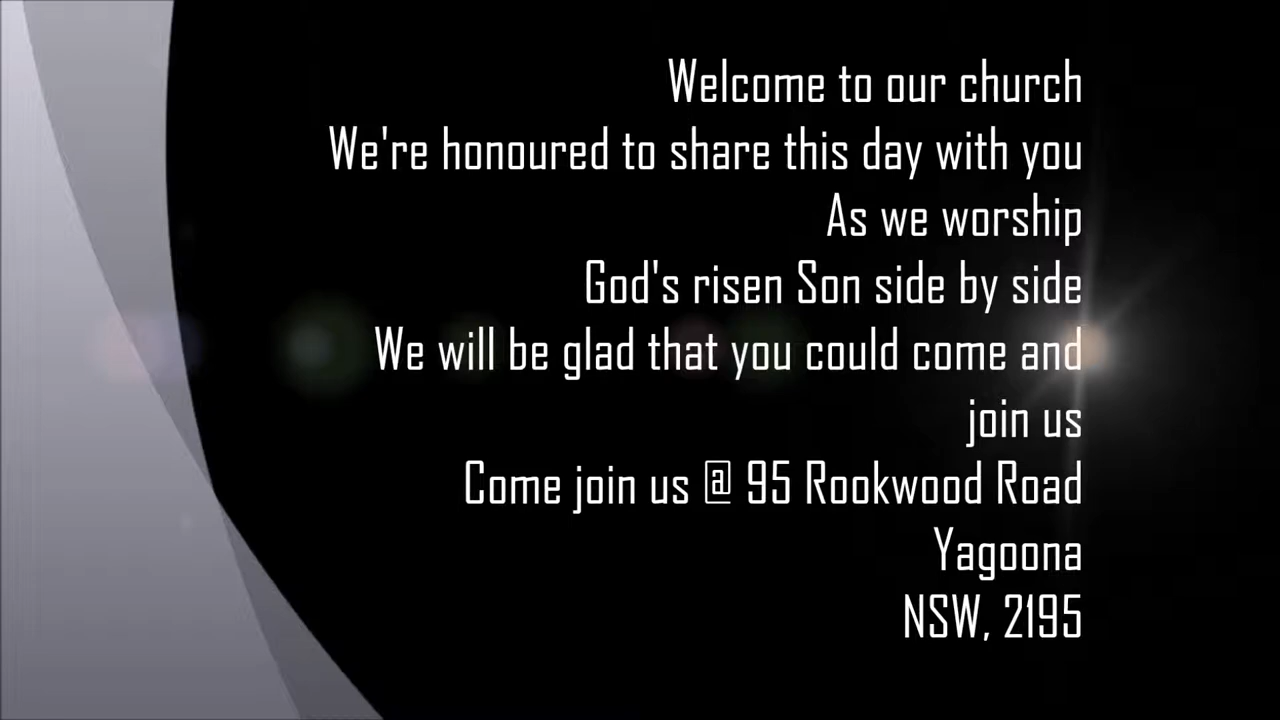 Welcome to our church
We're honoured to share this day with you
As we worship
God's risen Son side by side
We will be glad that you could come and
join us
Come join us @ 95 Rookwood Road
Yagoona
NSW, 2195